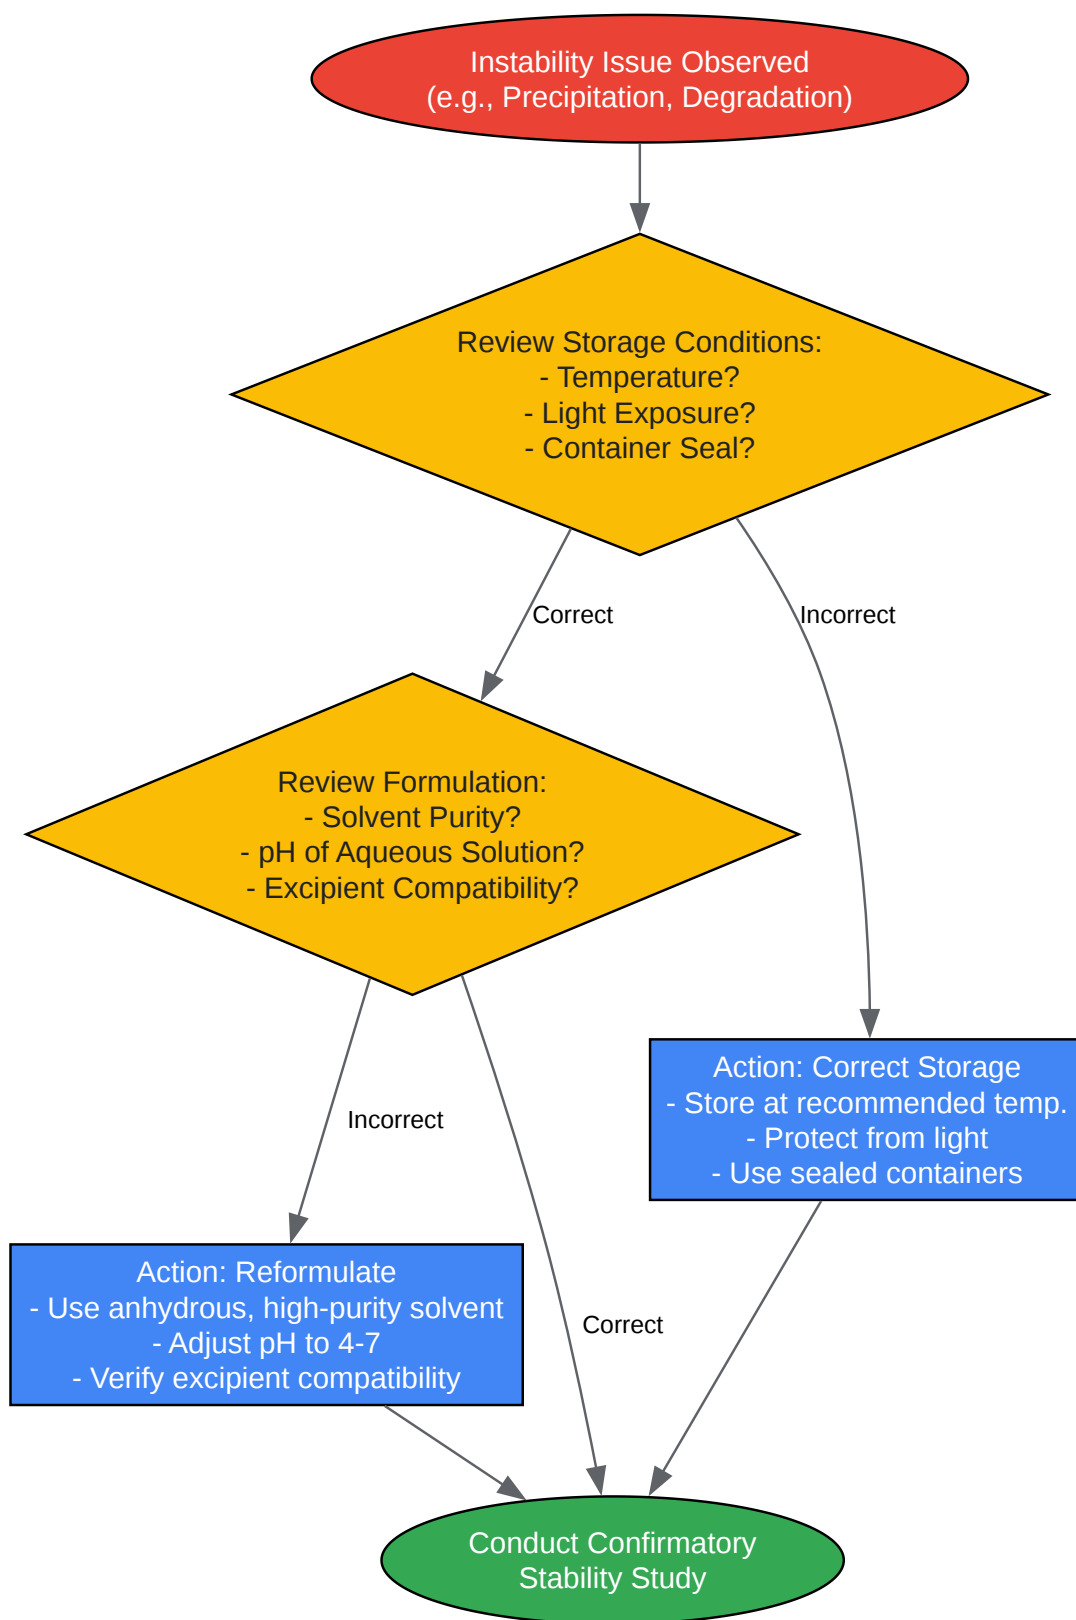 Instability Issue Observed
(e.g., Precipitation, Degradation)
Review Storage Conditions:
- Temperature?
- Light Exposure?
- Container Seal?
Correct
Incorrect
Review Formulation:
- Solvent Purity?
- pH of Aqueous Solution?
- Excipient Compatibility?
Action: Correct Storage
- Store at recommended temp.
- Protect from light
- Use sealed containers
Incorrect
Action: Reformulate
- Use anhydrous, high-purity solvent
- Adjust pH to 4-7
- Verify excipient compatibility
Correct
Conduct Confirmatory
Stability Study